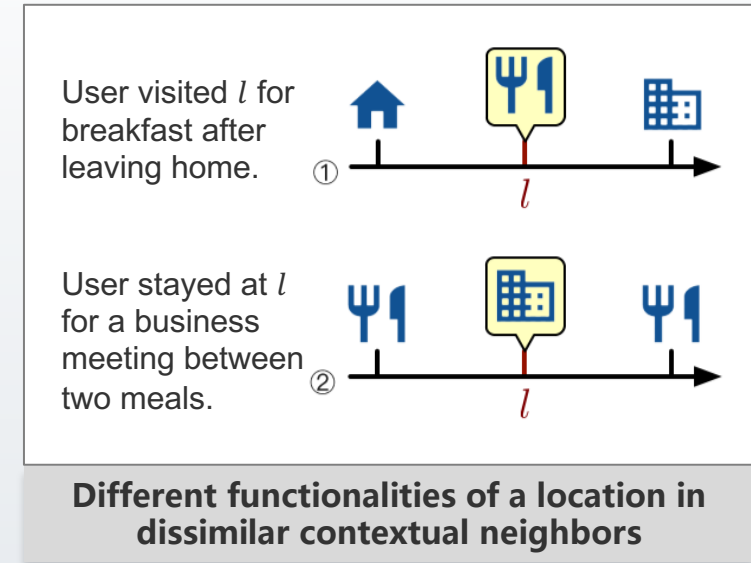 User visited l for
breakfast after
leaving home.
①
l
User stayed at l
for a business
meeting between
two meals.
②
l
Different functionalities of a location in
dissimilar contextual neighbors